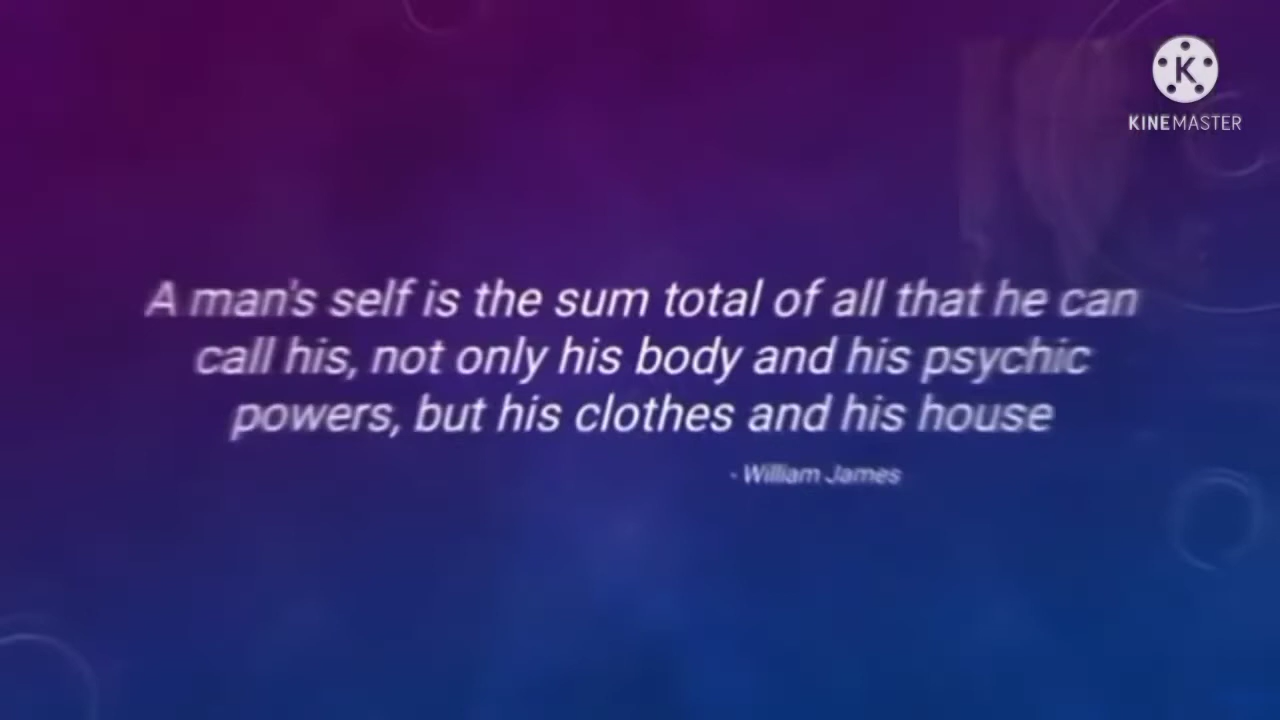 K
KINEMASTER
A man's self is the sum total of all that he can
call his, not only his body and his psychic
powers, but his clothes and his house
- William James